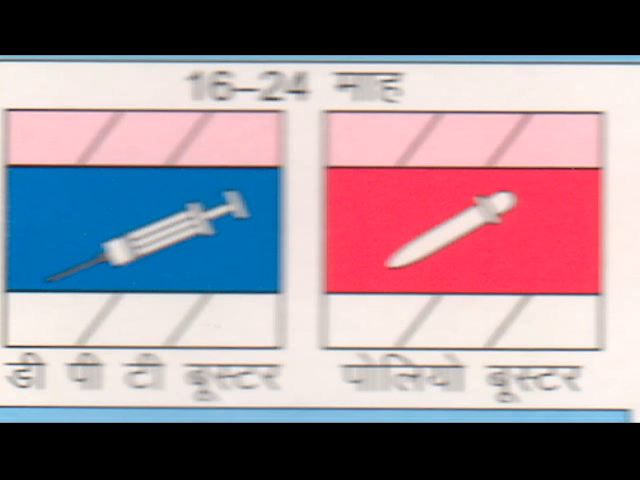 16-24 माह
डी पी टी बूस्टर
पोलियो बूस्टर